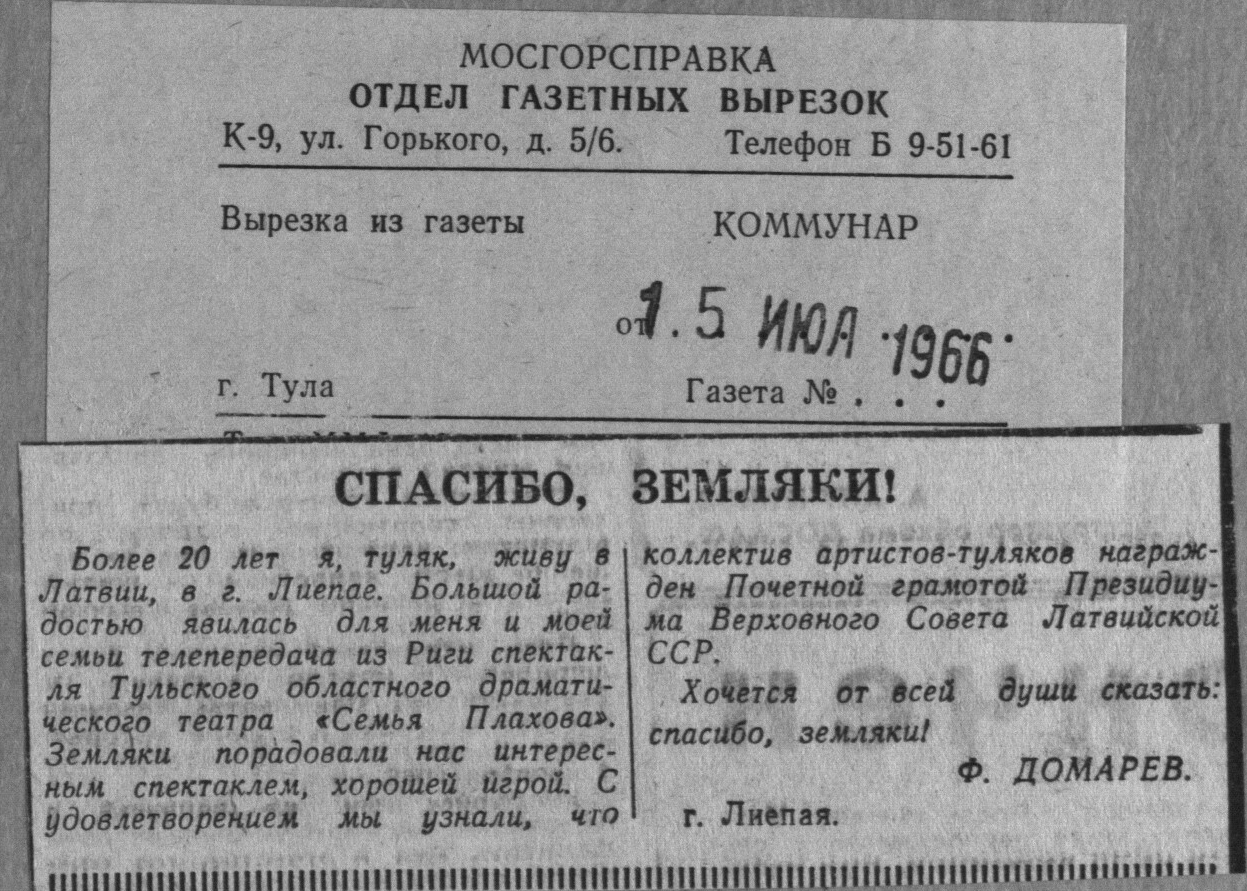 МОСГОРСПРАВКА
ОТДЕЛ ГАЗЕТНЫХ ВЫРЕЗОК
К-9, ул. Горького, д. 5/6. Телефон Б 9-51-61
Вырезка из газеты КОММУНАР
от 1.5 ИЮЛ 1966
г. Тула Газета № . . .
СПАСИБО, ЗЕМЛЯКИ!
Более 20 лет я, туляк, живу в
Латвии, в г. Лиепае. Большой ра-
достью явилась для меня и моей
семьи телепередача из Риги спектак-
ля Тульского областного драмати-
ческого театра «Семья Плахова».
Земляки порадовали нас интерес-
ным спектаклем, хорошей игрой. С
удовлетворением мы узнали, что
коллектив артистов-туляков награж-
ден Почетной грамотой Президиу-
ма Верховного Совета Латвийской
ССР.
Хочется от всей души сказать:
спасибо, земляки!
Ф. ДОМАРЕВ.
г. Лиепая.